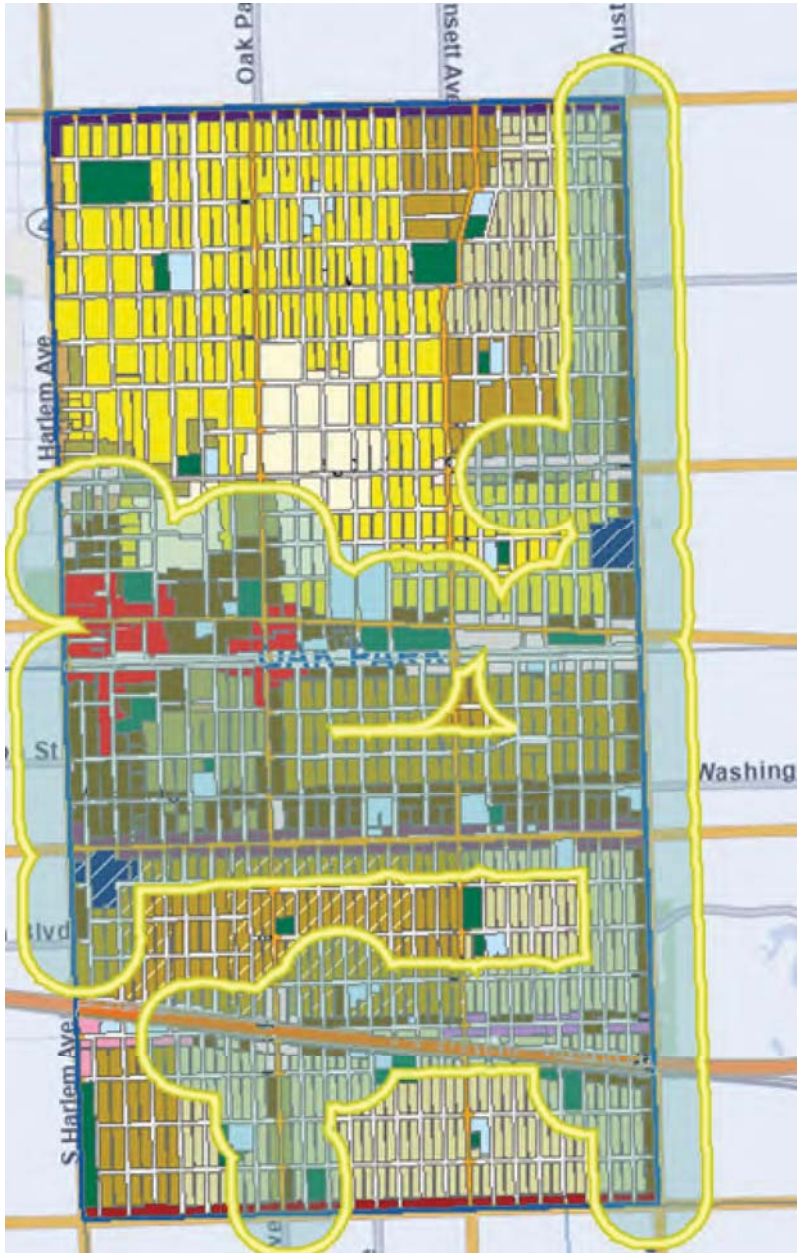 Oak Pa
nsett Ave
Aust
Harlem Ave
OAK PARK
St
Washing
Blvd
S Harlem Ave
ve